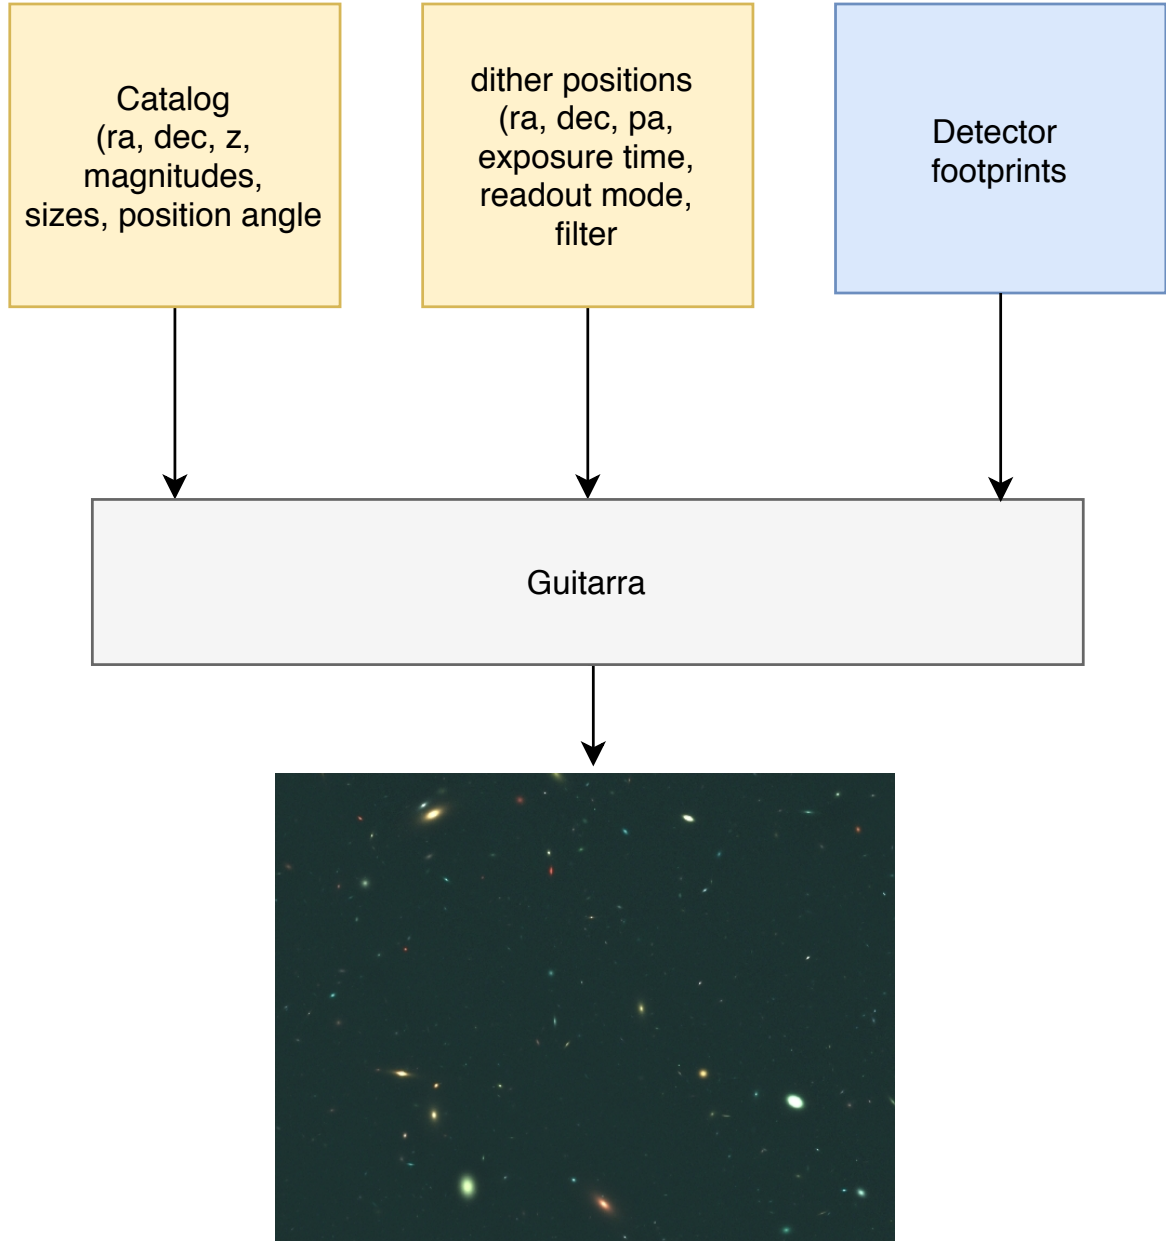 Catalog
(ra, dec, z,
magnitudes,
sizes, position angle
dither positions
(ra, dec, pa,
exposure time,
readout mode,
filter
Detector
footprints
Guitarra